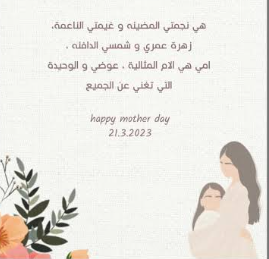 هي نجمتي المضيئه و غيمتي الناعمة،
زهرة عمري و شمسي الدافئه ،
امي هي الام المثالية ، عوضي و الوحيدة
التي تغني عن الجميع
happy mother day
21.3.2023